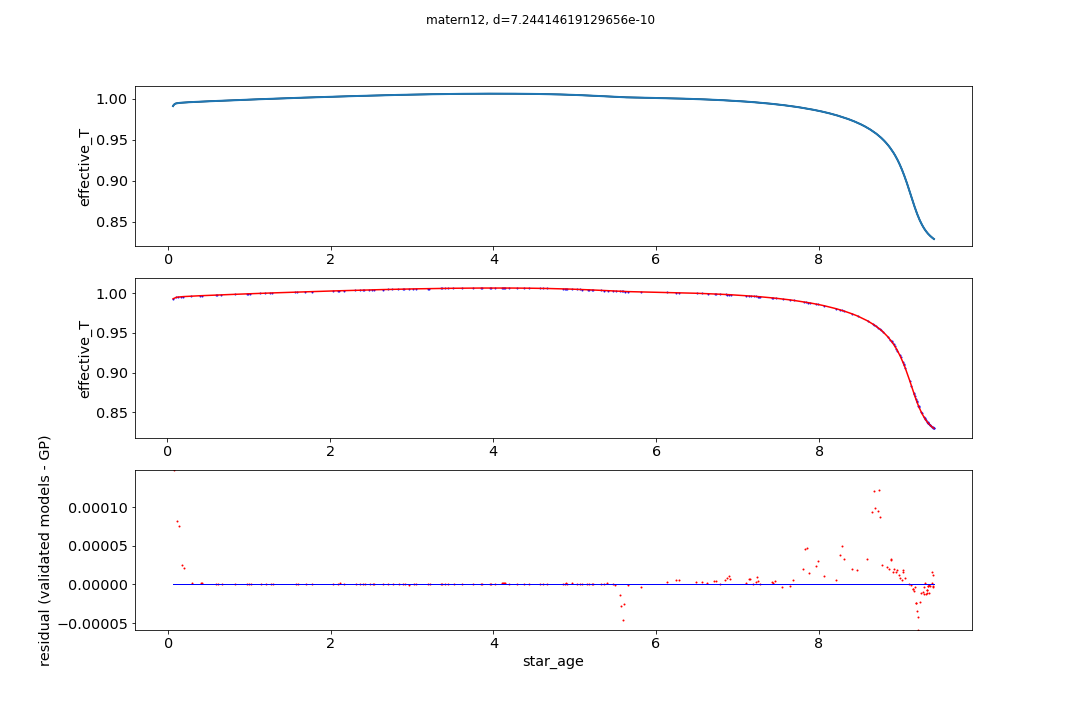 matern12, d=7.24414619129656e-10
1.00
0.95
0.90
0.85
effective_T
0 2 4 6 8
1.00
0.95
0.90
0.85
effective_T
0 2 4 6 8
0.00010
0.00005
0.00000
−0.00005
residual (validated models - GP)
0 2 4 6 8
star_age